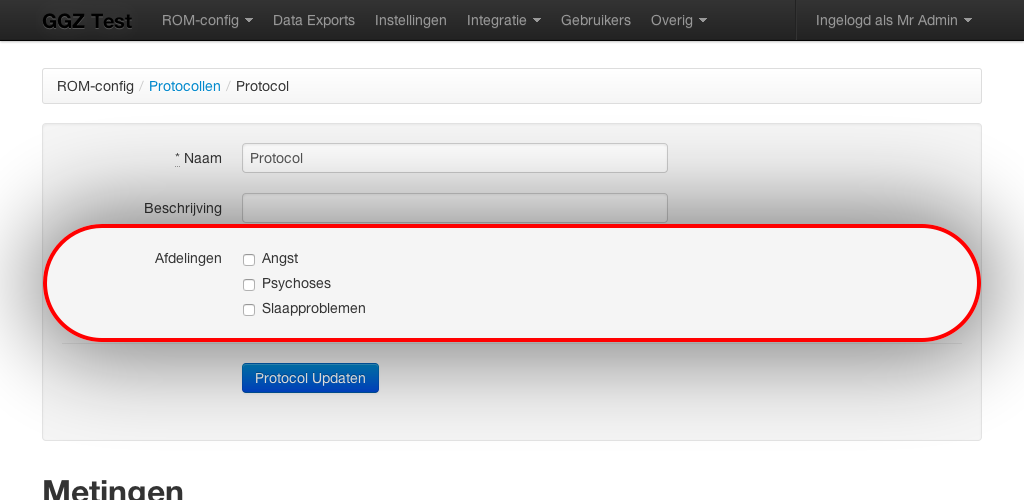 GGZ Test ROM-config Data Exports Instellingen Integratie Gebruikers Overig Ingelogd als Mr Admin
ROM-config / Protocollen / Protocol
* Naam Protocol
Beschrijving
Afdelingen Angst
Psychoses
Slaapproblemen
Protocol Updaten
Metingen